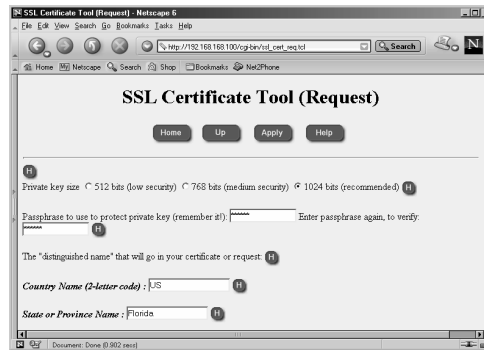 SSL Certificate Tool (Request) - Netscape 6
File Edit View Search Go Bookmarks Tasks Help
http://192.168.168.100/cgi-bin/ssl_cert_req.tcl Search N
Home My Netscape Search Shop Bookmarks Net2Phone
SSL Certificate Tool (Request)
Home Up Apply Help
H
Private key size 512 bits (low security) 768 bits (medium security) 1024 bits (recommended) H
Passphrase to use to protect private key (remember it!): ****** Enter passphrase again, to verify:
****** H
The "distinguished name" that will go in your certificate or request: H
Country Name (2-letter code) : US H
State or Province Name : Florida H
Document: Done (0.902 secs)